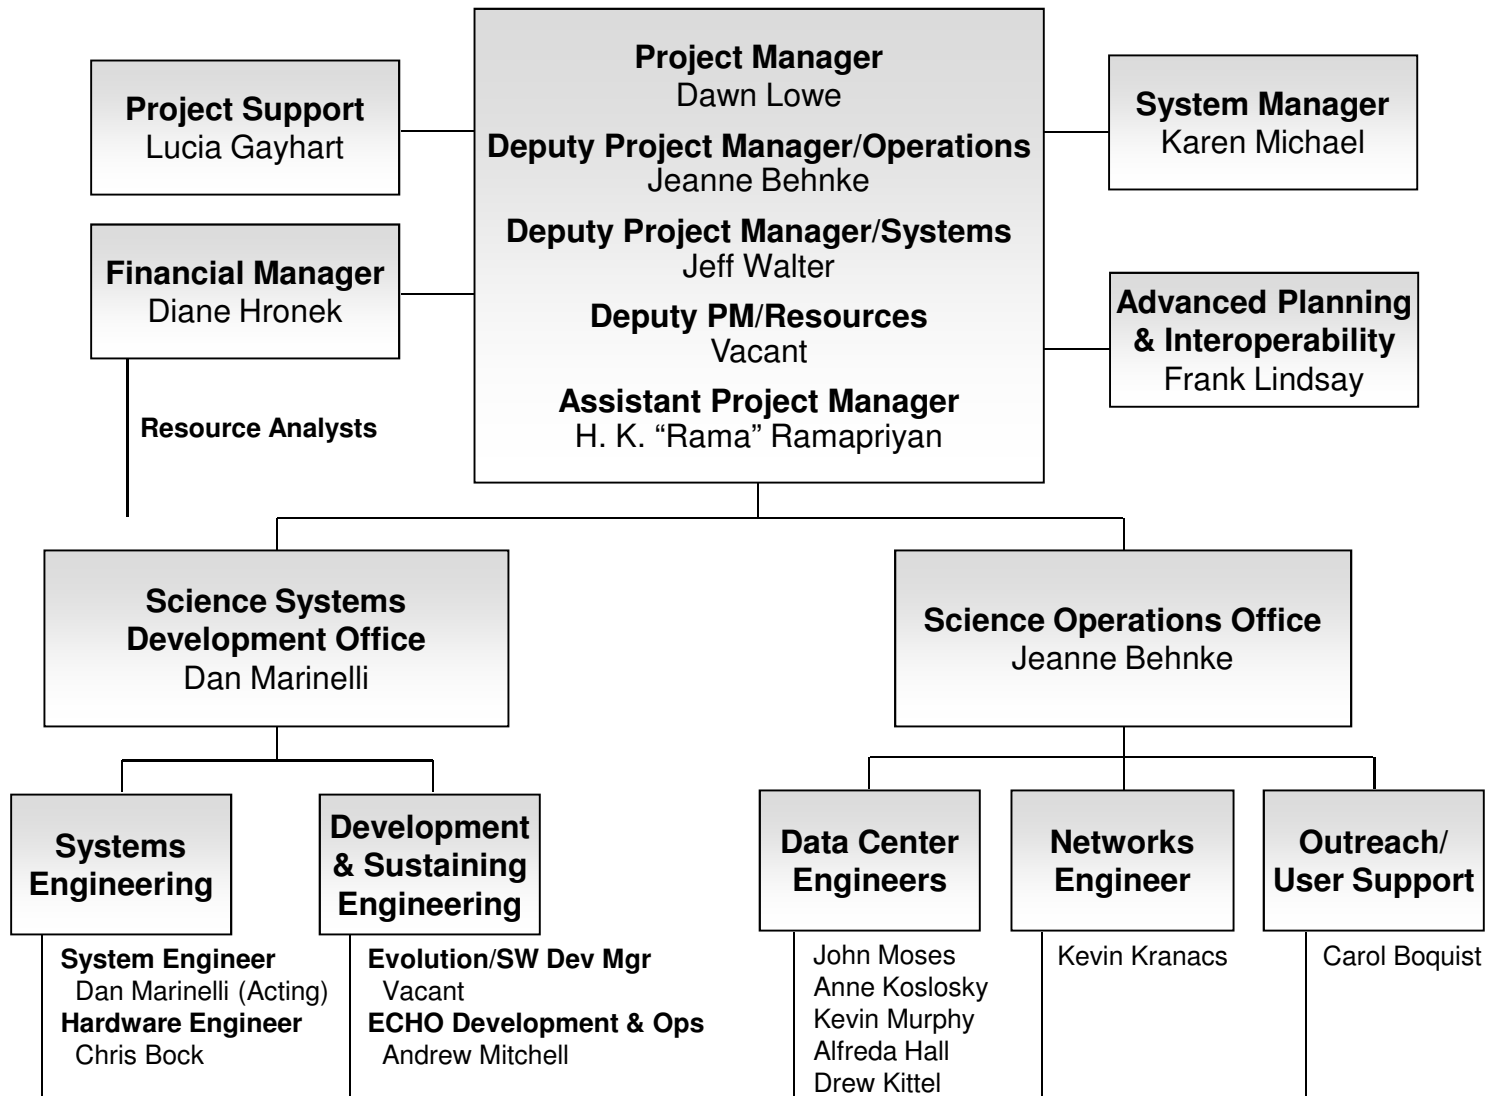 Project Manager
Dawn Lowe
Deputy Project Manager/Operations
Jeanne Behnke
Deputy Project Manager/Systems
Jeff Walter
Deputy PM/Resources
Vacant
Assistant Project Manager
H. K. “Rama” Ramapriyan
Project Support
Lucia Gayhart
Financial Manager
Diane Hronek
Resource Analysts
System Manager
Karen Michael
Advanced Planning
& Interoperability
Frank Lindsay
Science Systems
Development Office
Dan Marinelli
Science Operations Office
Jeanne Behnke
Systems
Engineering
System Engineer
Dan Marinelli (Acting)
Hardware Engineer
Chris Bock
Development
& Sustaining
Engineering
Evolution/SW Dev Mgr
Vacant
ECHO Development & Ops
Andrew Mitchell
Data Center
Engineers
John Moses
Anne Koslosky
Kevin Murphy
Alfreda Hall
Drew Kittel
Networks
Engineer
Kevin Kranacs
Outreach/
User Support
Carol Boquist